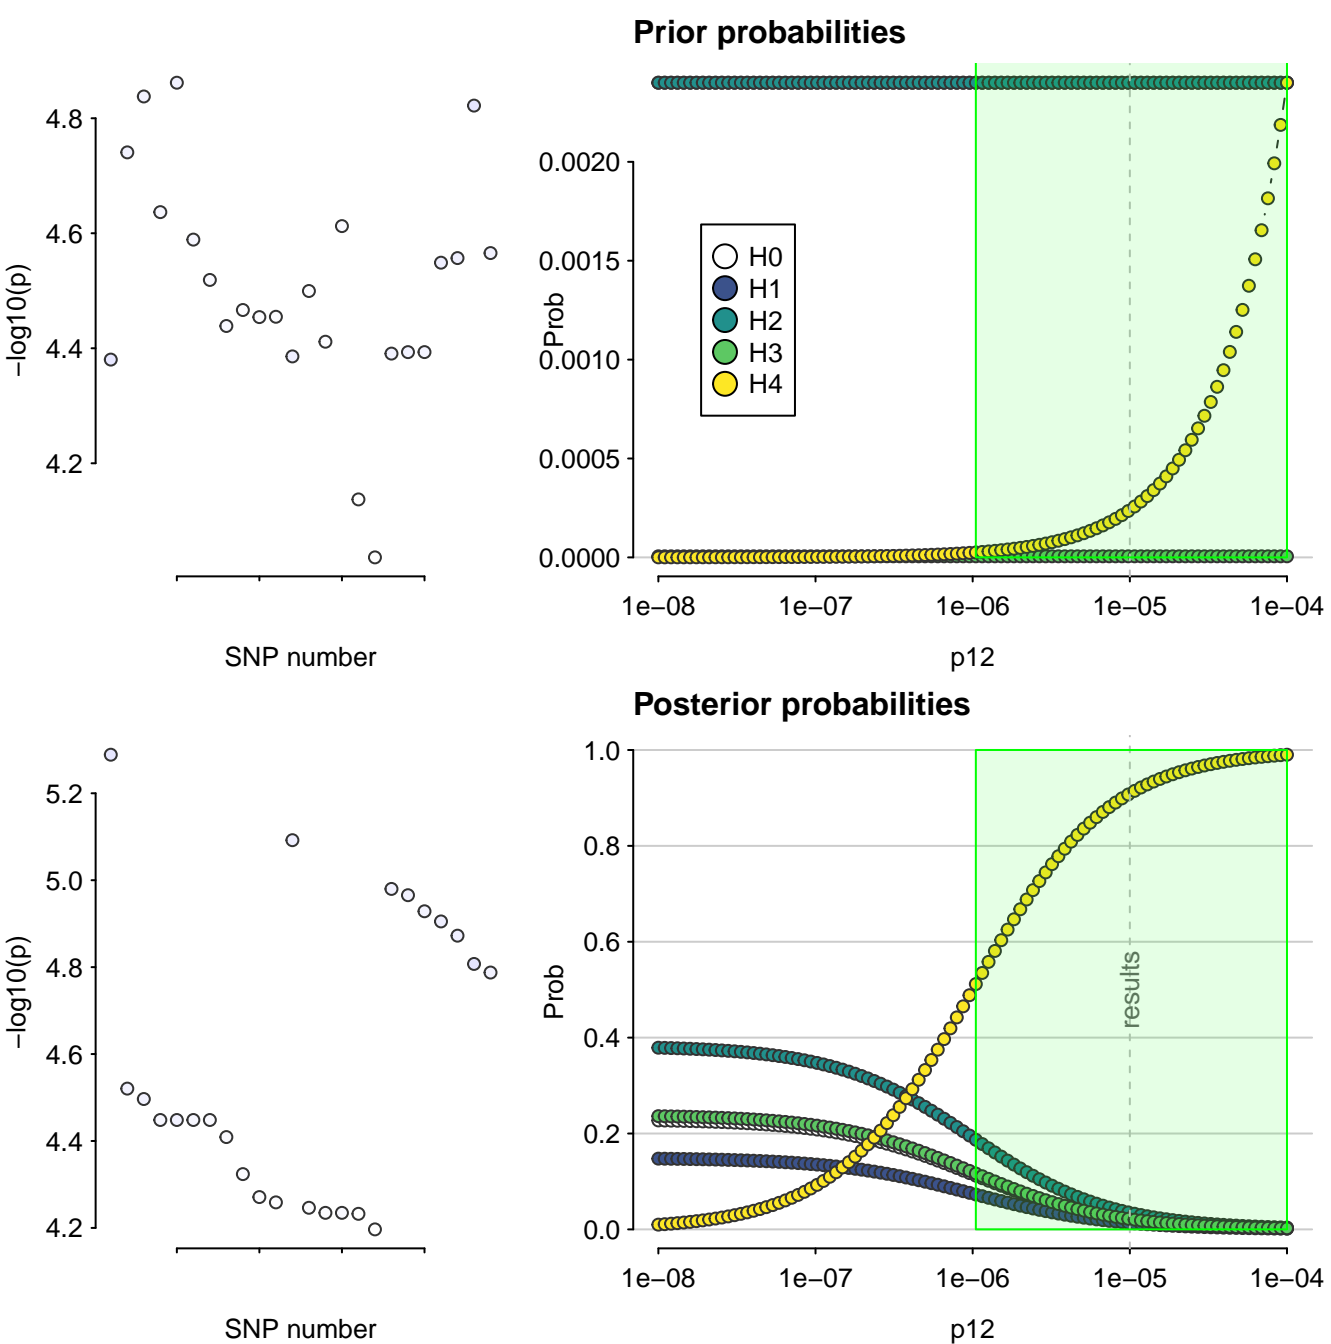 Prior probabilities
4.8
4.6
4.4
4.2
−log10(p)
SNP number
0.0020
0.0015
0.0010
0.0005
0.0000
Prob
H0
H1
H2
H3
H4
1e−08 1e−07 1e−06 1e−05 1e−04
p12
Posterior probabilities
5.2
5.0
4.8
4.6
4.4
4.2
−log10(p)
SNP number
1.0
0.8
0.6
0.4
0.2
0.0
Prob
results
1e−08 1e−07 1e−06 1e−05 1e−04
p12